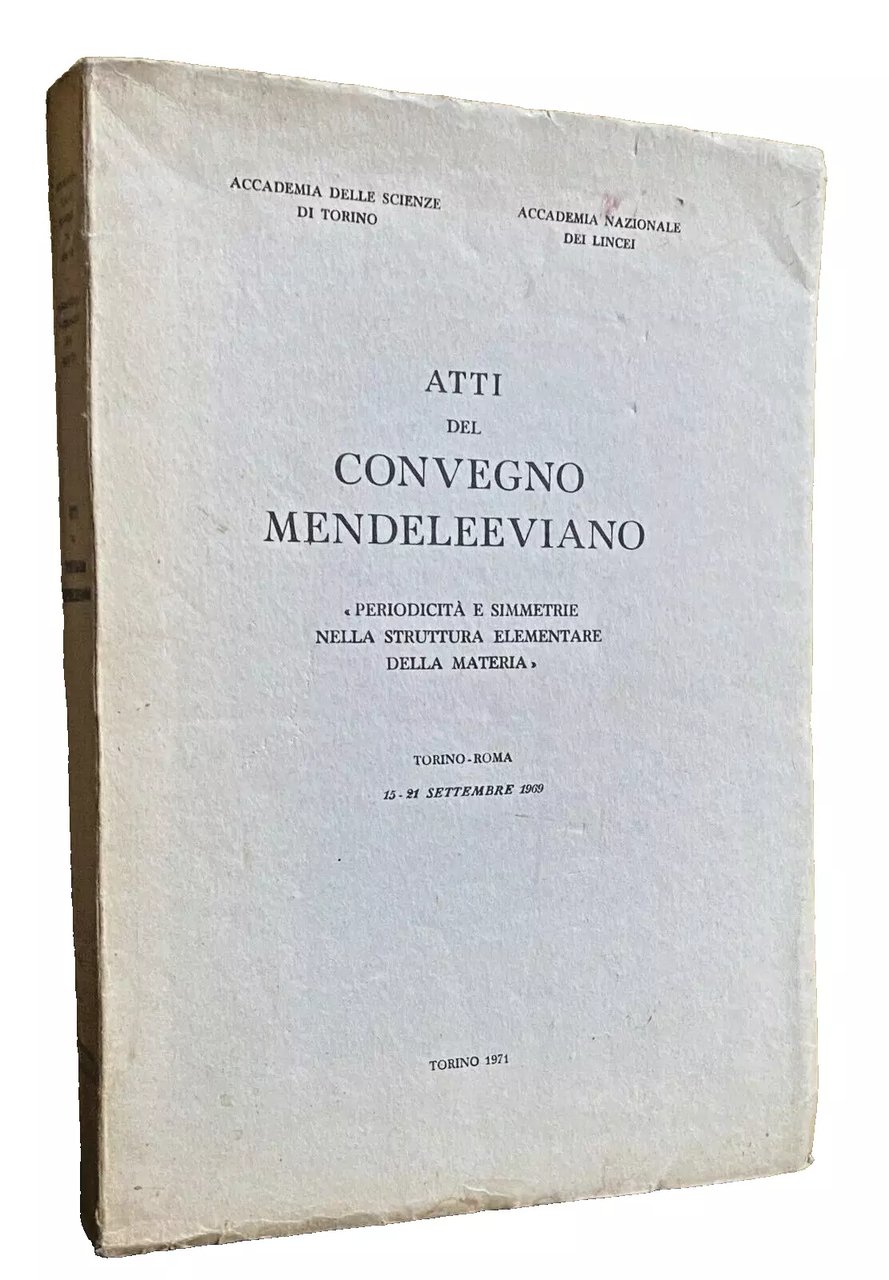 ACCADEMIA DELLE SCIENZE
DI TORINO
ACCADEMIA NAZIONALE
DEI LINCEI
ATTI
DEL
CONVEGNO
MENDELEEVIANO
« PERIODICITÀ E SIMMETRIE
NELLA STRUTTURA ELEMENTARE
DELLA MATERIA »
TORINO-ROMA
15 - 21 SETTEMBRE 1969
TORINO 1971